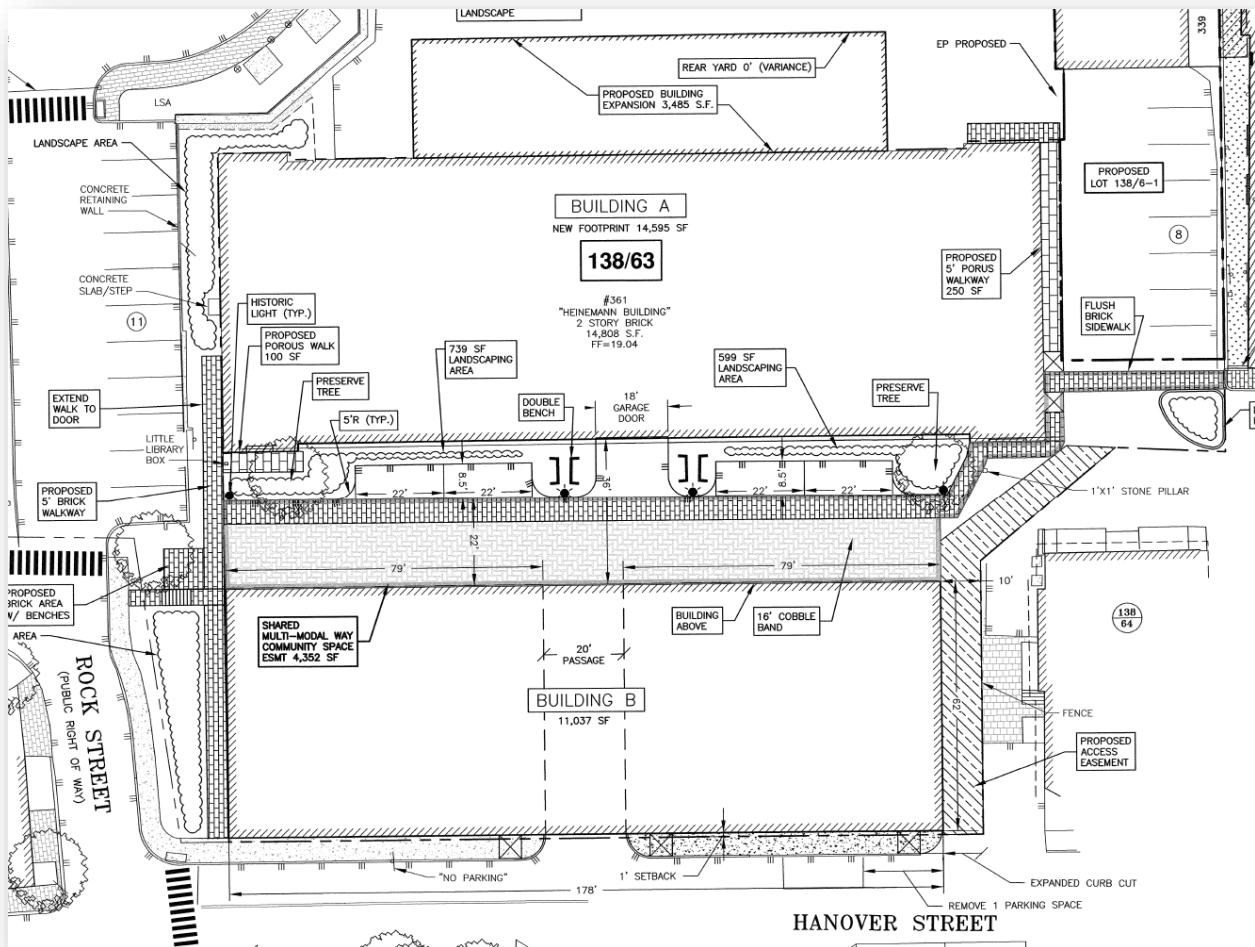 LANDSCAPE
REAR YARD 0' (VARIANCE)
EP PROPOSED
339
PROPOSED BUILDING
EXPANSION 3,485 S.F.
LSA
LANDSCAPE AREA
CONCRETE
RETAINING
WALL
CONCRETE
SLAB/STEP
11
BUILDING A
NEW FOOTPRINT 14,595 SF
138/63
#361
"HEINEMANN BUILDING"
2 STORY BRICK
14,808 S.F.
FF=19.04
PROPOSED
LOT 138/6-1
8
PROPOSED
5' PORUS
WALKWAY
250 SF
FLUSH
BRICK
SIDEWALK
HISTORIC
LIGHT (TYP.)
PROPOSED
POROUS WALK
100 SF
PRESERVE
TREE
739 SF
LANDSCAPING
AREA
5'R (TYP.)
DOUBLE
BENCH
18'
GARAGE
DOOR
599 SF
LANDSCAPING
AREA
PRESERVE
TREE
EXTEND
WALK TO
DOOR
LITTLE
LIBRARY
BOX
PROPOSED
5' BRICK
WALKWAY
8.5'
22'
22'
36'
8.5'
22'
22'
1'X1' STONE PILLAR
22'
79'
79'
10'
PROPOSED
BRICK AREA
W/ BENCHES
AREA
SHARED
MULTI-MODAL WAY
COMMUNITY SPACE
ESMT 4,352 SF
BUILDING
ABOVE
16' COBBLE
BAND
138
64
20'
PASSAGE
BUILDING B
11,037 SF
62'
FENCE
PROPOSED
ACCESS
EASEMENT
ROCK STREET
(PUBLIC RIGHT OF WAY)
"NO PARKING"
1' SETBACK
178'
EXPANDED CURB CUT
REMOVE 1 PARKING SPACE
HANOVER STREET